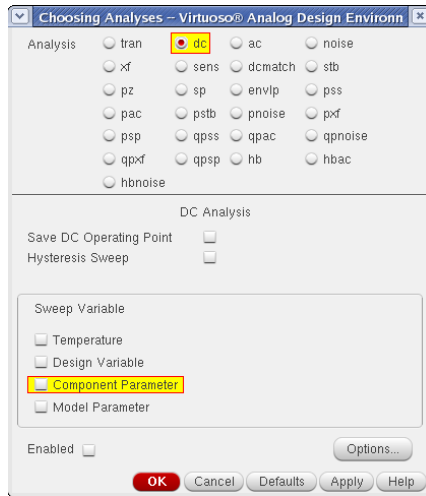 Choosing Analyses -- Virtuoso® Analog Design Environn
Analysis tran dc ac noise
xf sens dcmatch stb
pz sp envlp pss
pac pstb pnoise pxf
psp qpss qpac qpnoise
qpxf qpsp hb hbac
hbnoise
DC Analysis
Save DC Operating Point
Hysteresis Sweep
Sweep Variable
Temperature
Design Variable
Component Parameter
Model Parameter
Enabled Options...
OK Cancel Defaults Apply Help